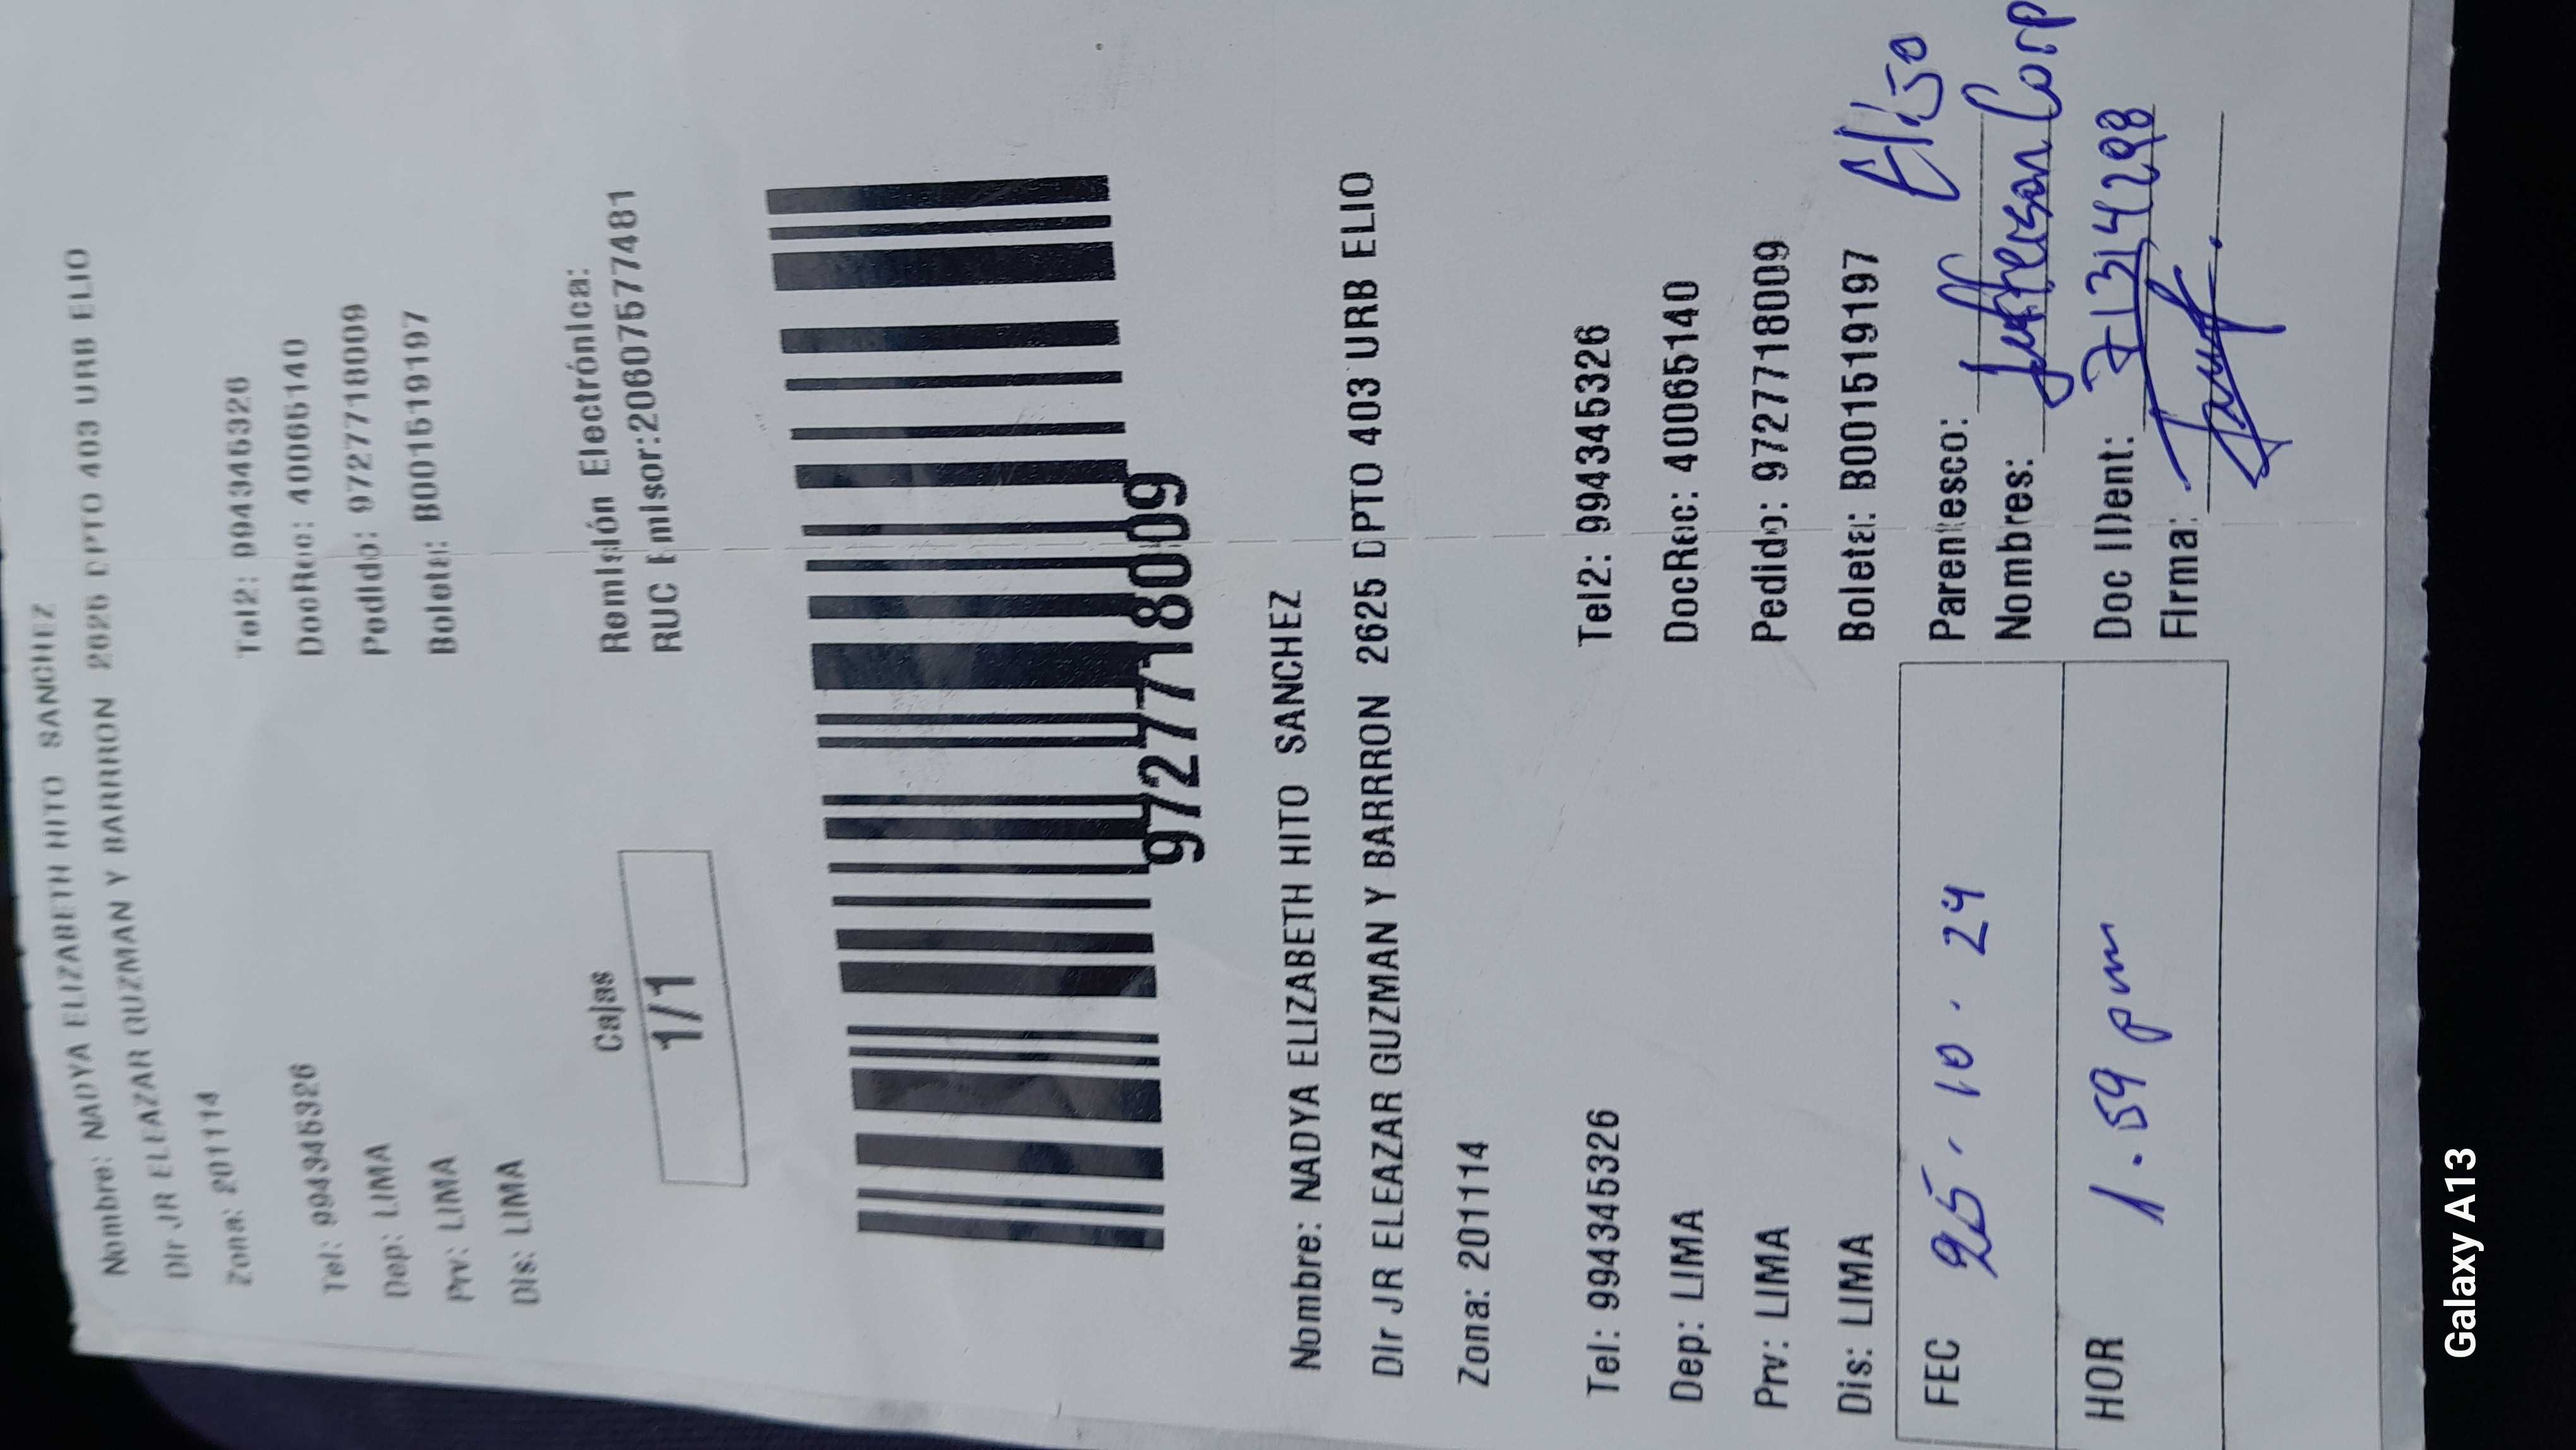 Nombre: NADYA ELIZABETH HITO SANCHEZ
Dir JR ELEAZAR GUZMAN Y BARRRON 2625 DPTO 403 URB ELIO
Zona: 201114
Tel: 994345326 Tel2: 994345326
Dep: LIMA DocRec: 40065140
Prv: LIMA Pedido: 9727718009
Dis: LIMA Boleta: B001519197
Cajas
1/1
Remisión Electrónica:
RUC Emisor:20607577481
9727718009
Nombre: NADYA ELIZABETH HITO SANCHEZ
Dir JR ELEAZAR GUZMAN Y BARRRON 2625 DPTO 403 URB ELIO
Zona: 201114
Tel: 994345326 Tel2: 994345326
Dep: LIMA DocRec: 40065140
Prv: LIMA Pedido: 9727718009
Dis: LIMA Boleta: B001519197
FEC 25 . 10 . 24 Parentesco:
Nombres: Jefferson
HOR 1.59 pm Doc IDent: 71314298
Firma:
Galaxy A13